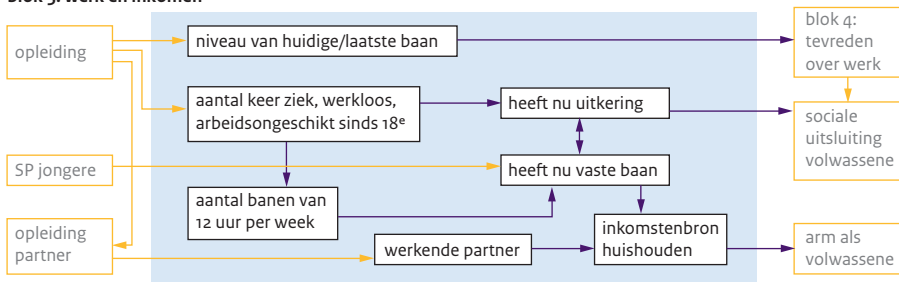 blok 3: werk en inkomen
opleiding
niveau van huidige/laatste baan
blok 4:
tevreden
over werk
aantal keer ziek, werkloos,
arbeidsongeschikt sinds 18e
heeft nu uitkering
sociale
uitsluiting
volwassene
SP jongere
heeft nu vaste baan
aantal banen van
12 uur per week
opleiding
partner
werkende partner
inkomstenbron
huishouden
arm als
volwassene